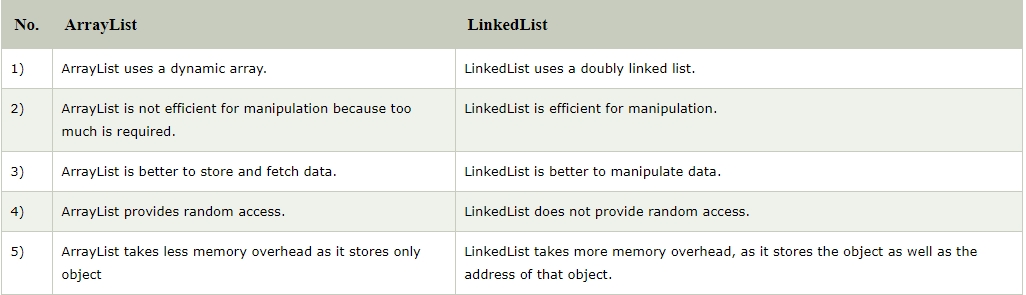 No. ArrayList LinkedList
1) ArrayList uses a dynamic array. LinkedList uses a doubly linked list.
2) ArrayList is not efficient for manipulation because too LinkedList is efficient for manipulation.
much is required.
3) ArrayList is better to store and fetch data. LinkedList is better to manipulate data.
4) ArrayList provides random access. LinkedList does not provide random access.
5) ArrayList takes less memory overhead as it stores only LinkedList takes more memory overhead, as it stores the object as well as the
object address of that object.